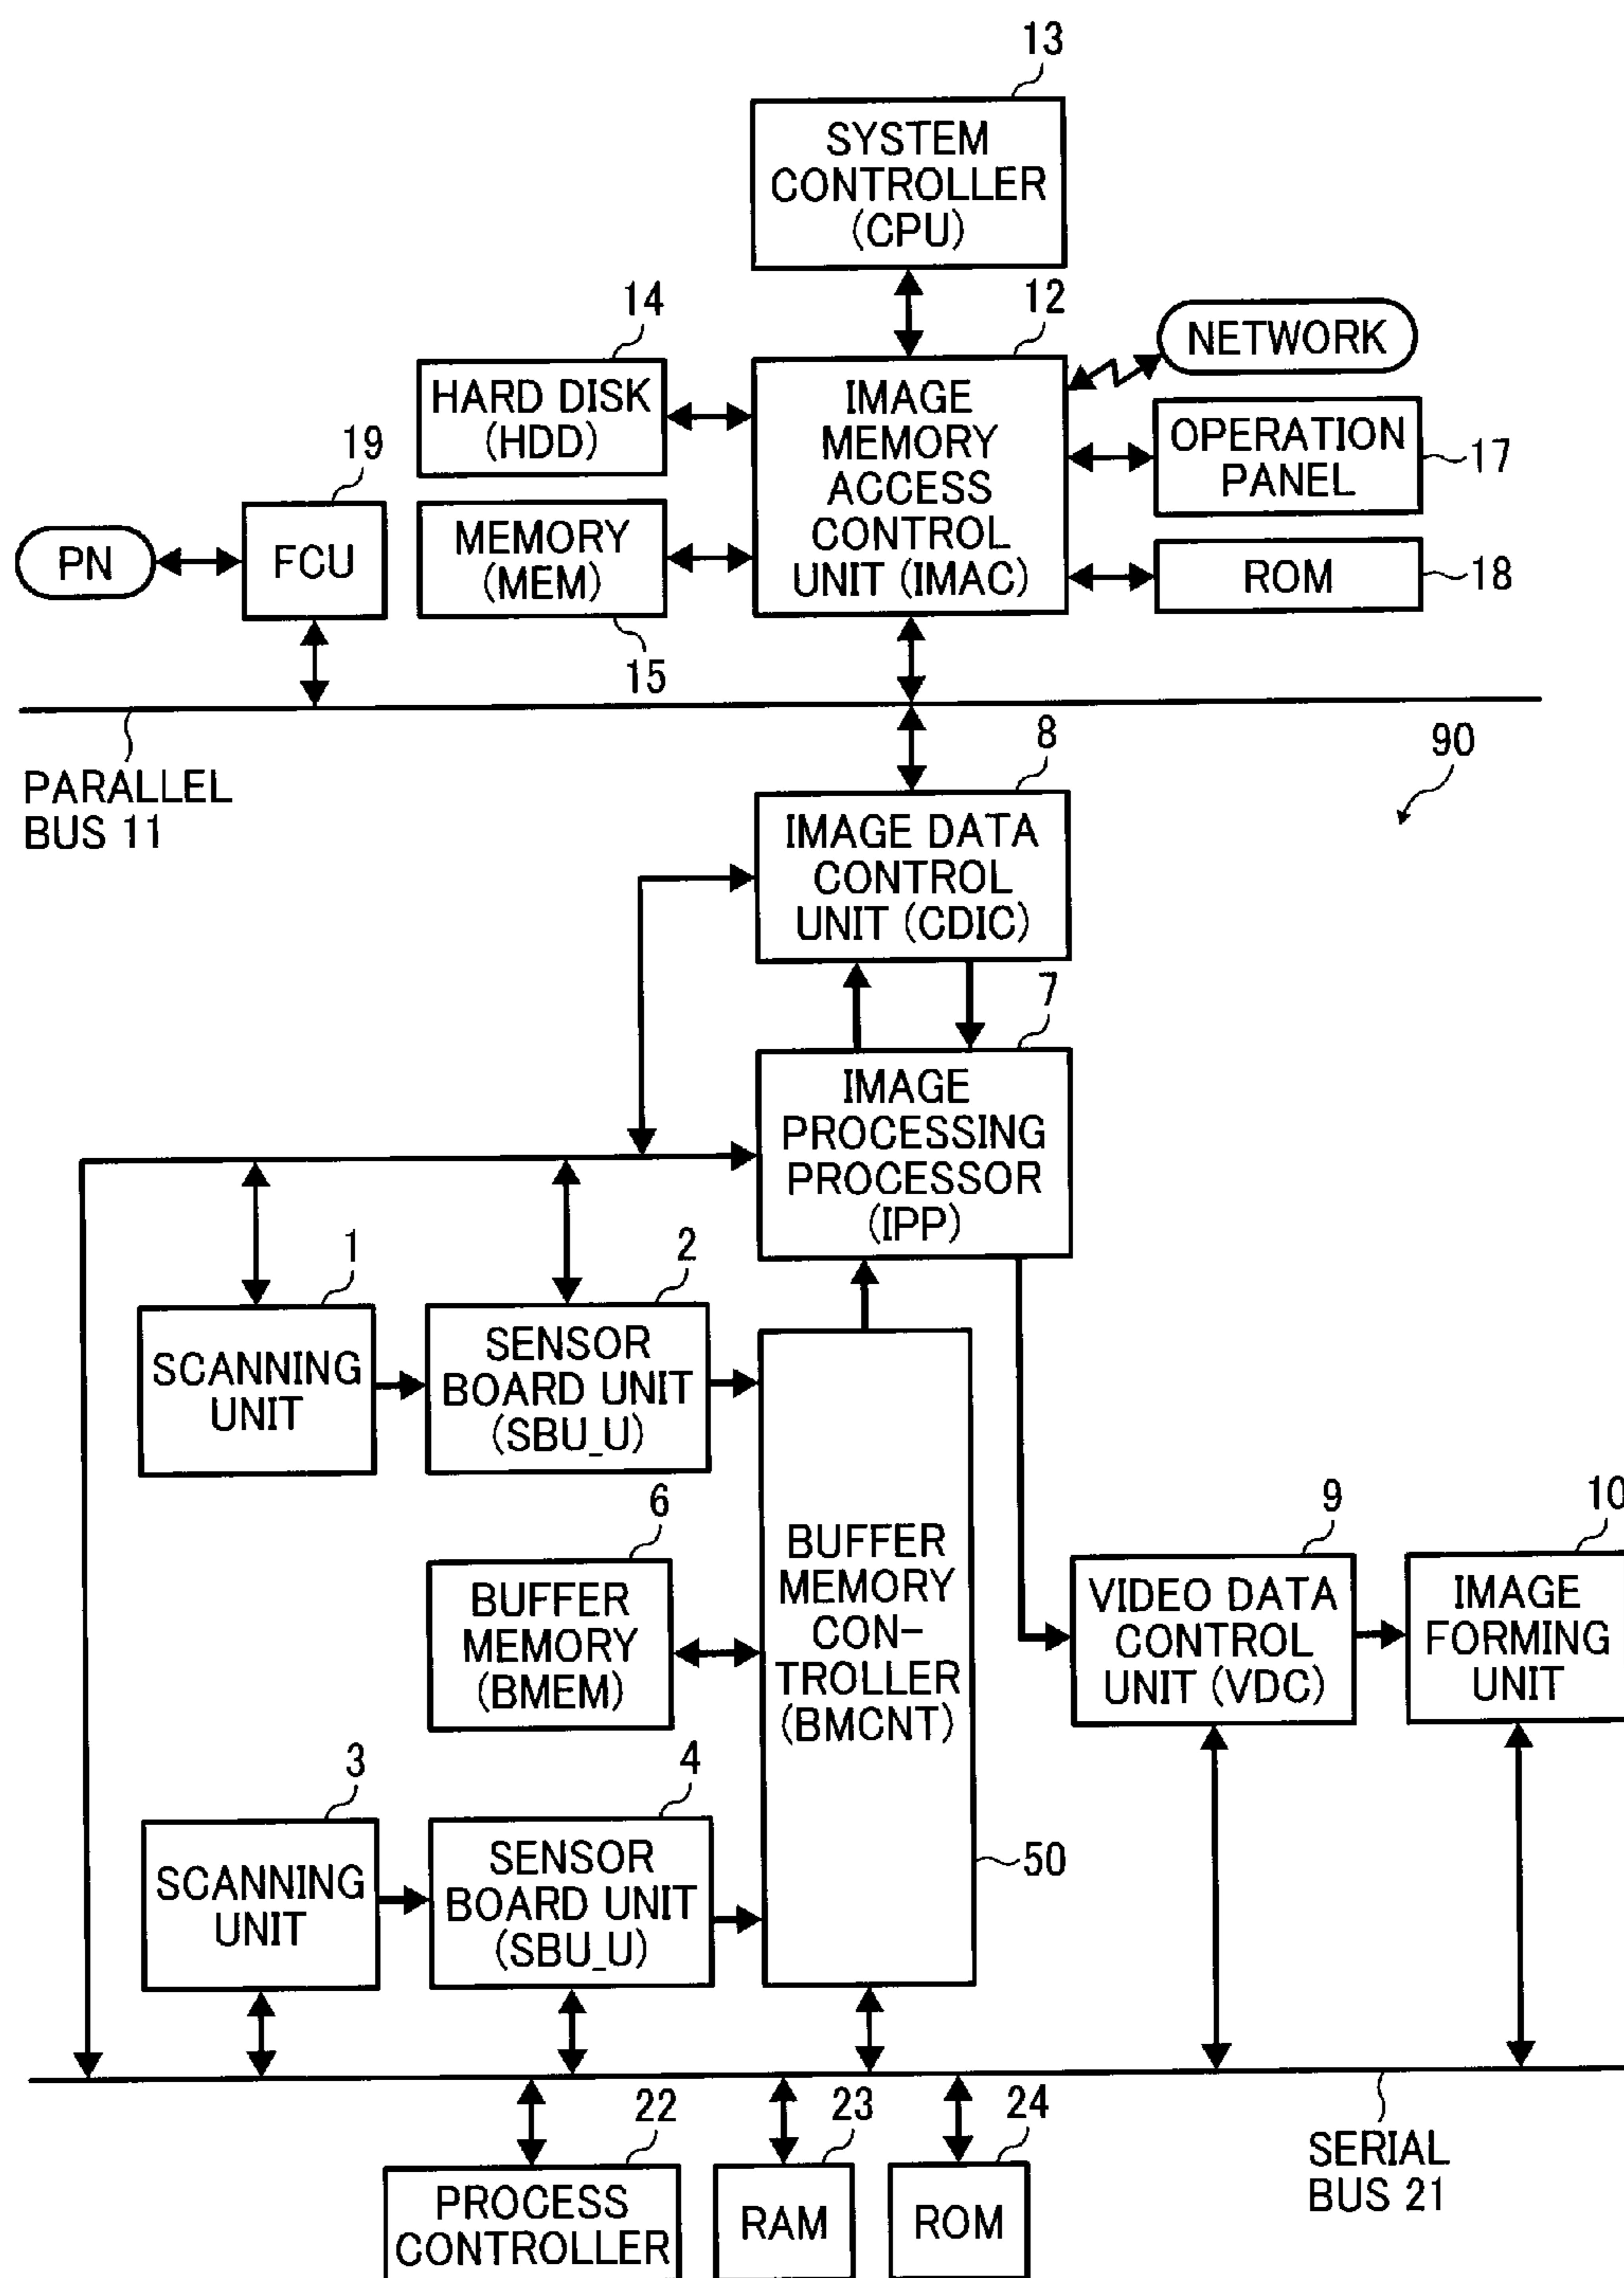 13
SYSTEM
CONTROLLER
(CPU)
14
12
NETWORK
HARD DISK
(HDD)
IMAGE
MEMORY
ACCESS
CONTROL
UNIT (IMAC)
OPERATION
PANEL
17
19
PN
FCU
MEMORY
(MEM)
ROM
18
15
PARALLEL
BUS 11
8
90
IMAGE DATA
CONTROL
UNIT (CDIC)
7
IMAGE
PROCESSING
PROCESSOR
(IPP)
1
2
SCANNING
UNIT
SENSOR
BOARD UNIT
(SBU_U)
6
BUFFER
MEMORY
(BMEM)
BUFFER
MEMORY
CON-
TROLLER
(BMCNT)
9
10
VIDEO DATA
CONTROL
UNIT (VDC)
IMAGE
FORMING
UNIT
3
4
SCANNING
UNIT
SENSOR
BOARD UNIT
(SBU_U)
50
22
23
24
PROCESS
CONTROLLER
RAM
ROM
SERIAL
BUS 21